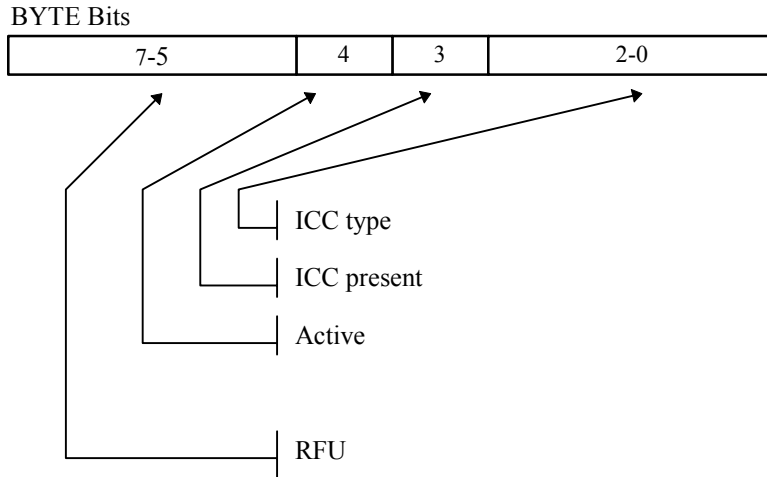 BYTE Bits
7-5 4 3 2-0
ICC type
ICC present
Active
RFU